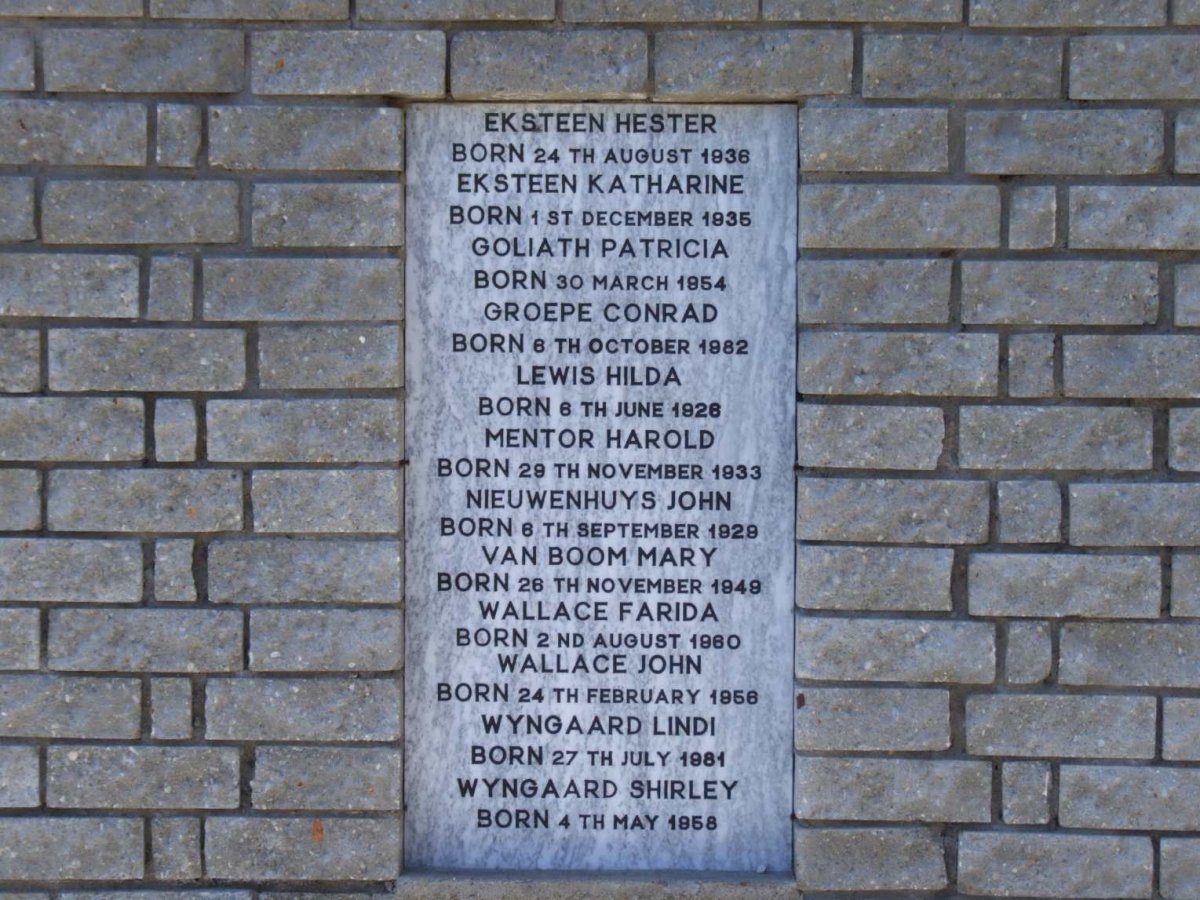 EKSTEEN HESTER
BORN 24 TH AUGUST 1936
EKSTEEN KATHARINE
BORN 1 ST DECEMBER 1935
GOLIATH PATRICIA
BORN 30 MARCH 1954
GROEPE CONRAD
BORN 6 TH OCTOBER 1962
LEWIS HILDA
BORN 6 TH JUNE 1926
MENTOR HAROLD
BORN 29 TH NOVEMBER 1933
NIEUWENHUYS JOHN
BORN 6 TH SEPTEMBER 1929
VAN BOOM MARY
BORN 26 TH NOVEMBER 1949
WALLACE FARIDA
BORN 2 ND AUGUST 1960
WALLACE JOHN
BORN 24 TH FEBRUARY 1956
WYNGAARD LINDI
BORN 27 TH JULY 1981
WYNGAARD SHIRLEY
BORN 4 TH MAY 1958